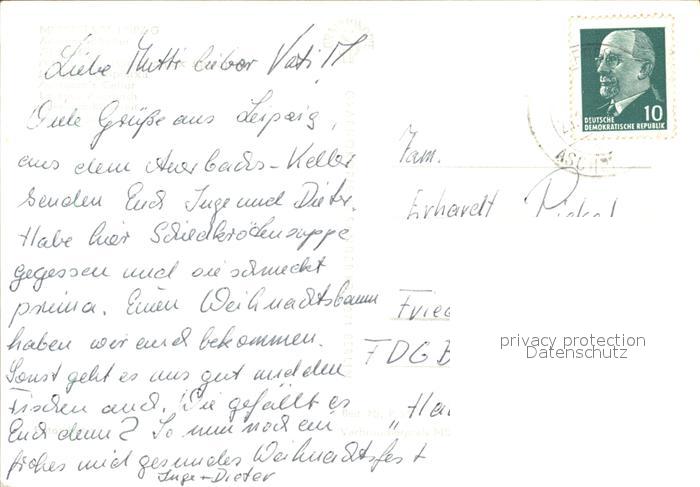 Liebe Mutti lieber Vati!!
Viele Grüße aus Leipzig,
aus dem Auerbachs-Keller
senden Euch Inge und Dieter.
Habe hier Schildkrötensuppe
gegessen und sie schmeckt
prima. Einen Weihnachtsbaum
haben wir auch bekommen.
Sonst geht es uns gut und den
Fischen auch. Wie gefällt es
Euch denn? So nun noch ein
frohes und gesundes Weihnachtsfest
Inge + Dieter
DEUTSCHE
DEMOKRATISCHE REPUBLIK
10
Fam.
Erhardt
Fried
FDGB
" Ha
privacy protection
Datenschutz